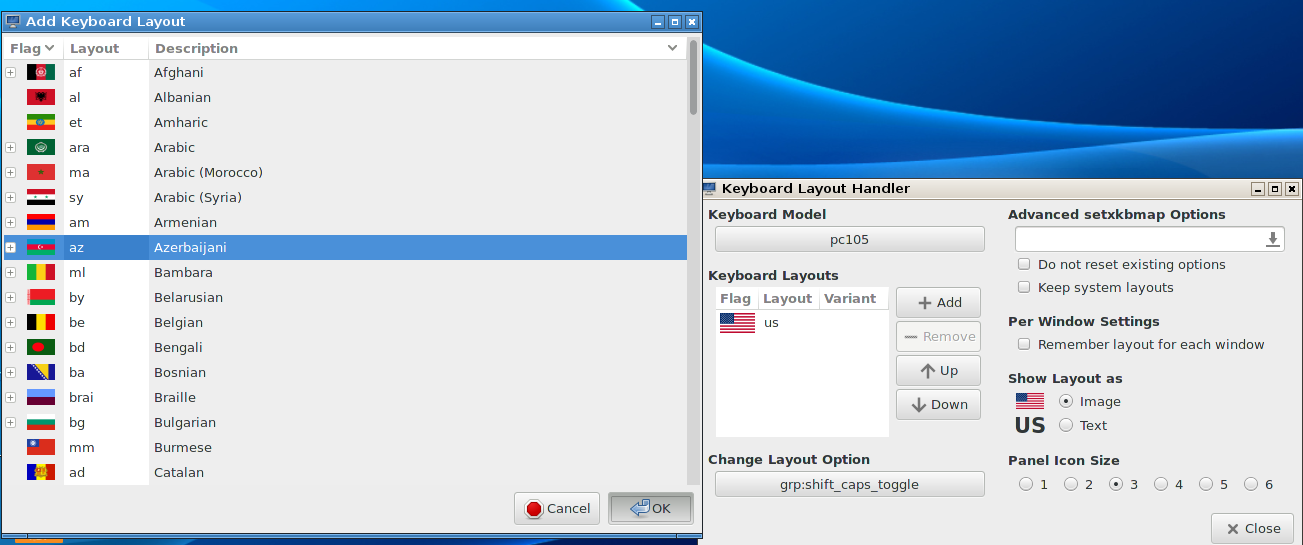 Add Keyboard Layout
Flag Layout Description
af Afghani
al Albanian
et Amharic
ara Arabic
ma Arabic (Morocco)
sy Arabic (Syria)
am Armenian
az Azerbaijani
ml Bambara
by Belarusian
be Belgian
bd Bengali
ba Bosnian
brai Braille
bg Bulgarian
mm Burmese
ad Catalan
Cancel OK
Keyboard Layout Handler
Keyboard Model
pc105
Keyboard Layouts
Flag Layout Variant
us
Add
Remove
Up
Down
Change Layout Option
grp:shift_caps_toggle
Advanced setxkbmap Options
Do not reset existing options
Keep system layouts
Per Window Settings
Remember layout for each window
Show Layout as
Image
US Text
Panel Icon Size
1 2 3 4 5 6
Close